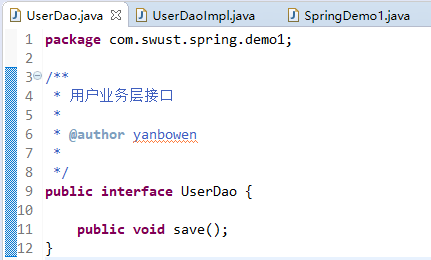 UserDao.java UserDaoImpl.java SpringDemo1.java
1 package com.swust.spring.demo1;
2
3 /**
4 * 用户业务层接口
5 *
6 * @author yanbowen
7 *
8 */
9 public interface UserDao {
10
11 public void save();
12 }